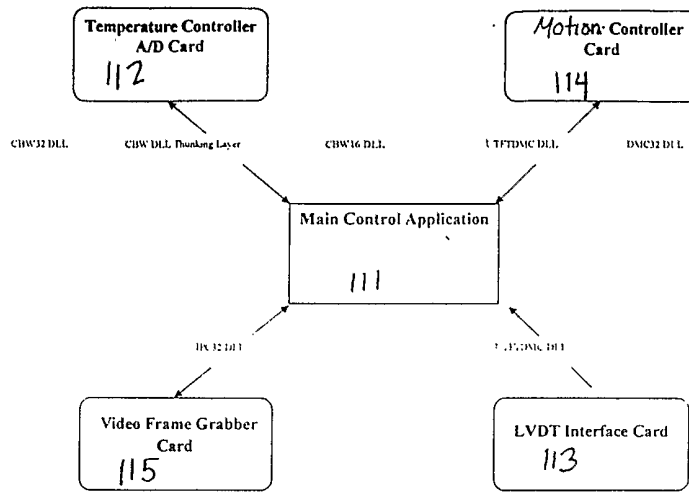 Temperature Controller
A/D Card
112
Motion Controller
Card
114
CBW32 DLL
CBW DLL Thunking Layer
CBW16 DLL
DMC32 DLL
Main Control Application
111
Video Frame Grabber
Card
115
LVDT Interface Card
113